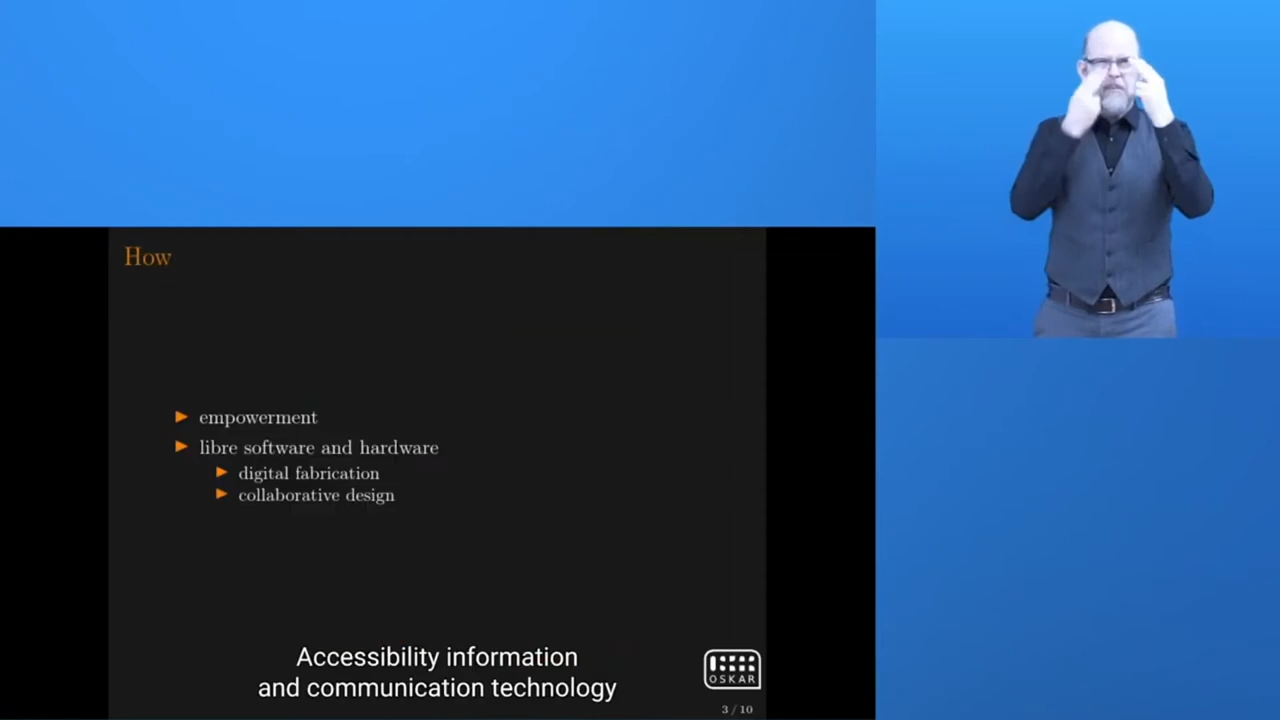 How
empowerment
libre software and hardware
digital fabrication
collaborative design
Accessibility information
and communication technology
OSKAR
3 / 10